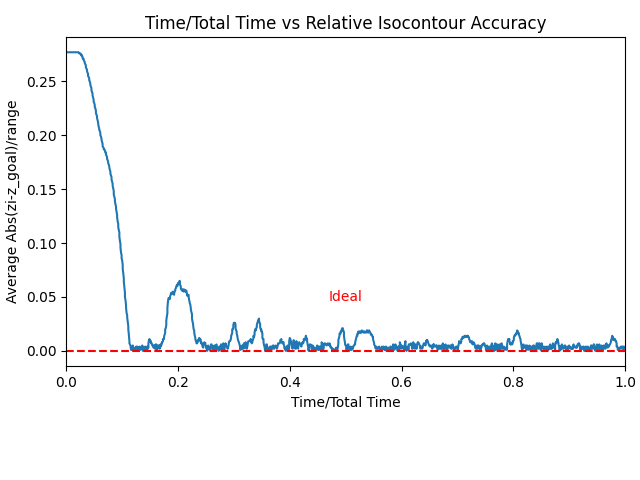 Time/Total Time vs Relative Isocontour Accuracy
Average Abs(zi-z_goal)/range
0.25
0.20
0.15
0.10
0.05
0.00
Ideal
0.0 0.2 0.4 0.6 0.8 1.0
Time/Total Time